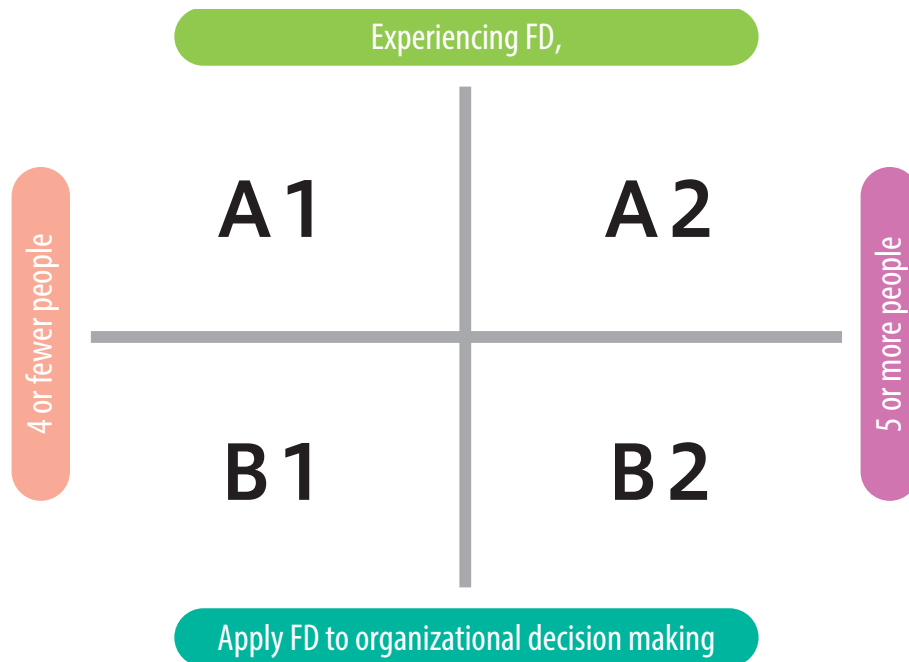 Experiencing FD,
A1
A2
4 or fewer people
5 or more people
B1
B2
Apply FD to organizational decision making